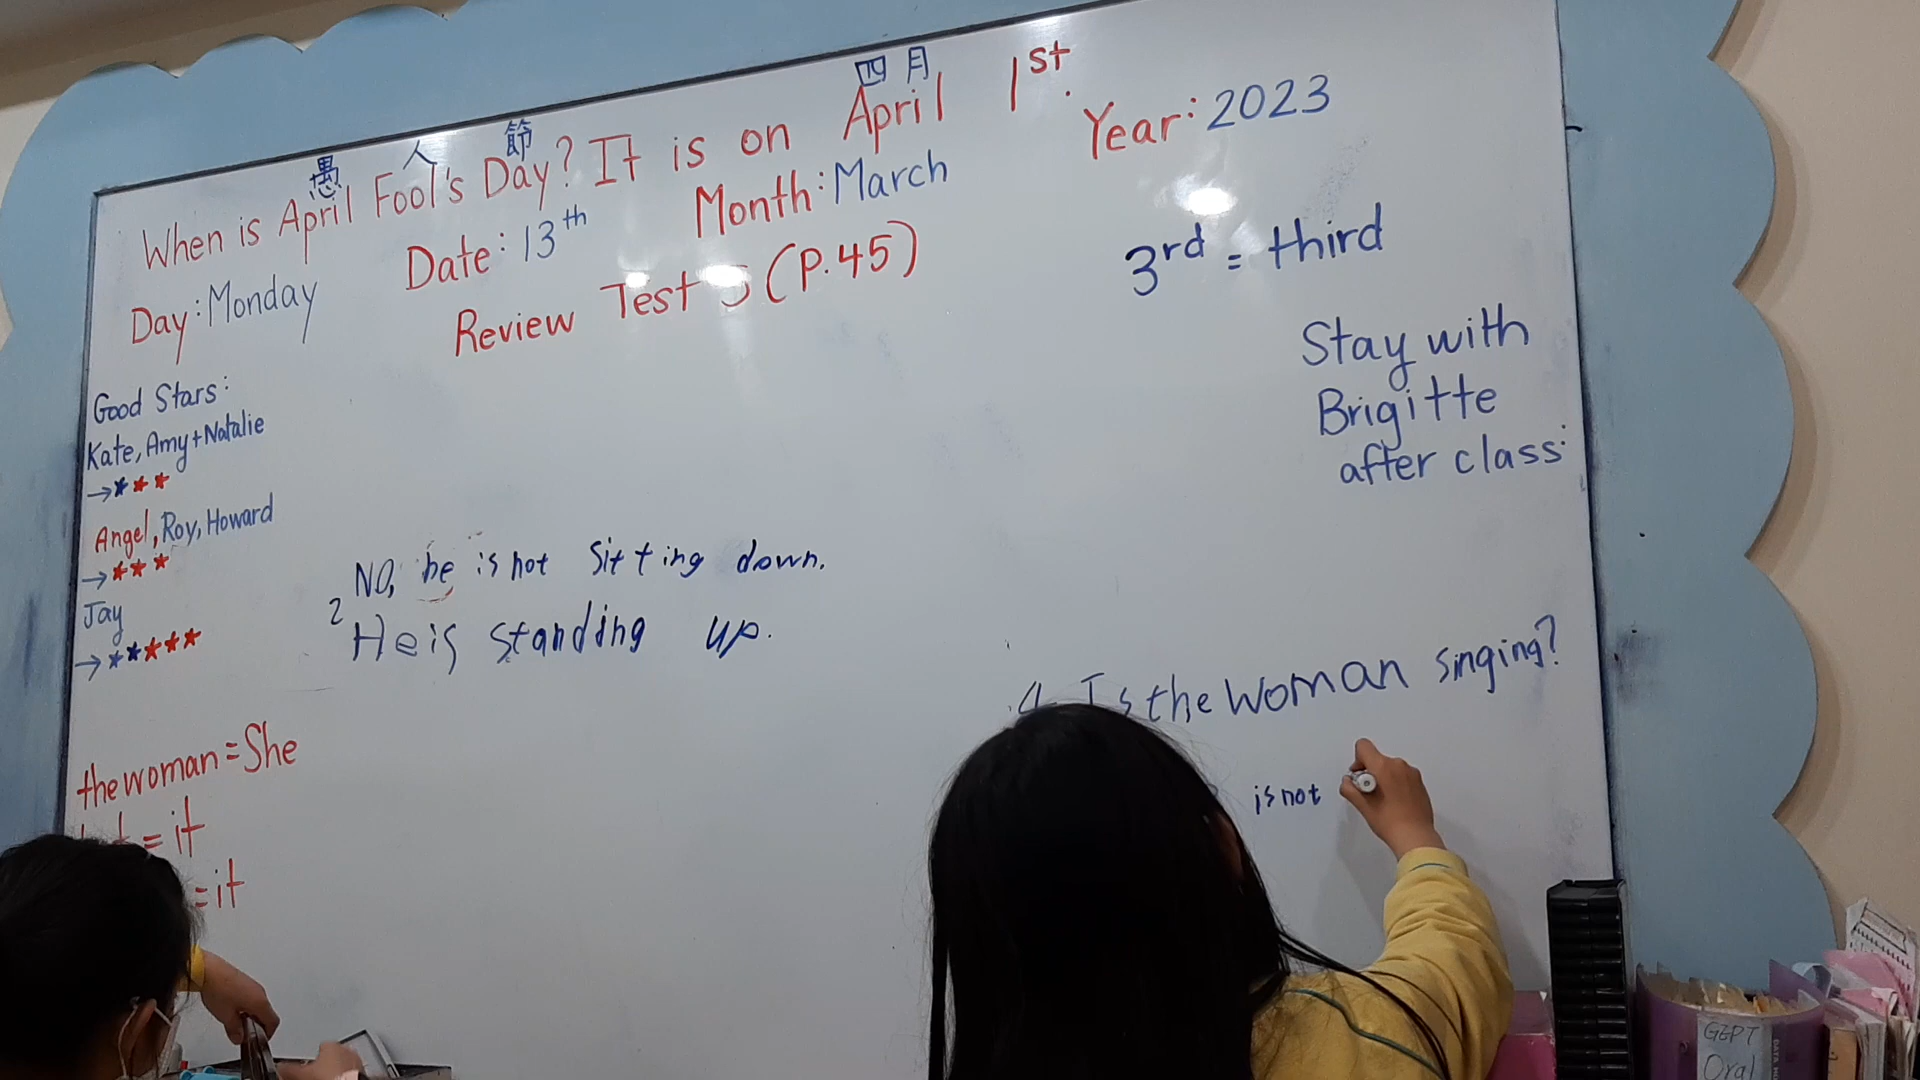 愚 人 節 四月
When is April Fool's Day? It is on April 1st.
Day: Monday Date: 13th Month: March Year: 2023
Review Test 5 (P.45)
3rd = third
Stay with
Brigitte
after class.
Good Stars:
Kate, Amy + Natalie
→★★★
Angel, Roy, Howard
→★★★
Jay
→★★★★★
No, he is not sitting down.
2 He is standing up.
4. Is the woman singing?
is not
the woman = She
= it
= it
GEPT
Oral